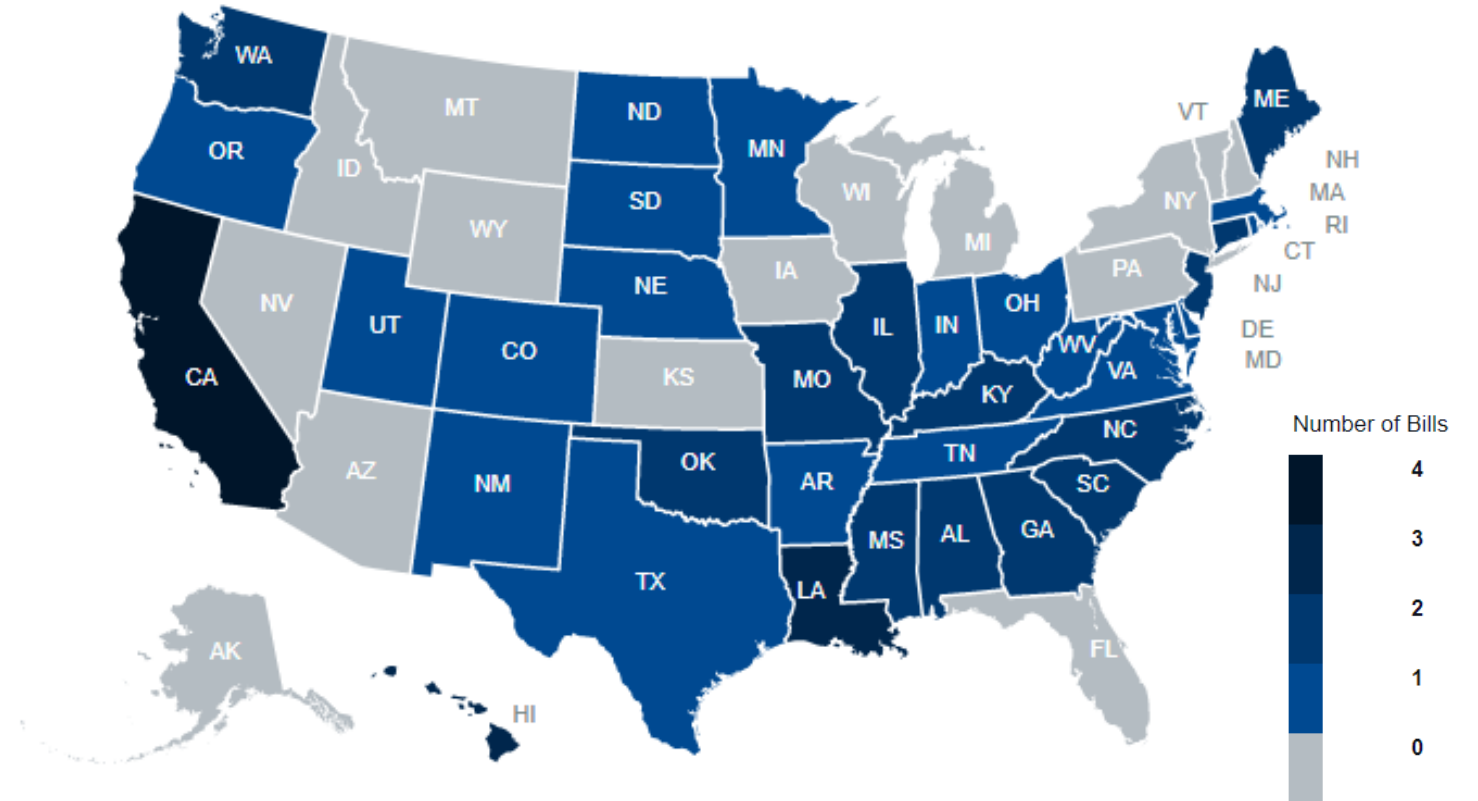 WA
ME
VT
MT
ND
MN
OR
NH
ID
WI
MA
SD
NY
RI
WY
MI
CT
IA
PA
NJ
NE
NV
OH
UT
IL
IN
DE
CO
WV
MD
VA
CA
KS
MO
KY
Number of Bills
NC
TN
OK
AZ
4
AR
NM
SC
GA
AL
MS
3
TX
LA
2
AK
FL
1
HI
0